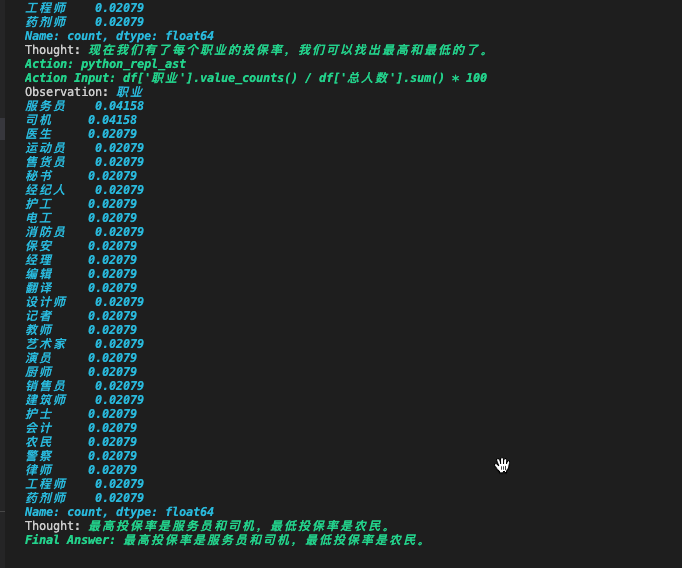 工程师    0.02079
药剂师    0.02079
Name: count, dtype: float64
Thought: 现在我们有了每个职业的投保率，我们可以找出最高和最低的了。
Action: python_repl_ast
Action Input: df['职业'].value_counts() / df['总人数'].sum() * 100
Observation: 职业
服务员    0.04158
司机     0.04158
医生     0.02079
运动员    0.02079
售货员    0.02079
秘书     0.02079
经纪人    0.02079
护工     0.02079
电工     0.02079
消防员    0.02079
保安     0.02079
经理     0.02079
编辑     0.02079
翻译     0.02079
设计师    0.02079
记者     0.02079
教师     0.02079
艺术家    0.02079
演员     0.02079
厨师     0.02079
销售员    0.02079
建筑师    0.02079
护士     0.02079
会计     0.02079
农民     0.02079
警察     0.02079
律师     0.02079
工程师    0.02079
药剂师    0.02079
Name: count, dtype: float64
Thought: 最高投保率是服务员和司机，最低投保率是农民。
Final Answer: 最高投保率是服务员和司机，最低投保率是农民。